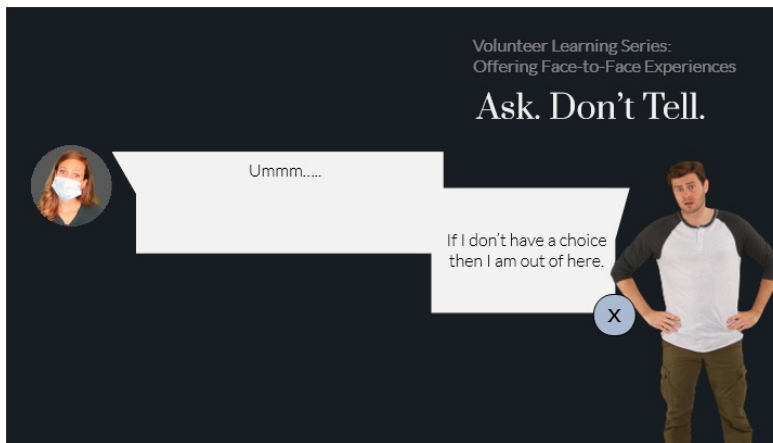 Volunteer Learning Series:
Offering Face-to-Face Experiences
Ask. Don't Tell.
Ummm.....
If I don't have a choice
then I am out of here.
X